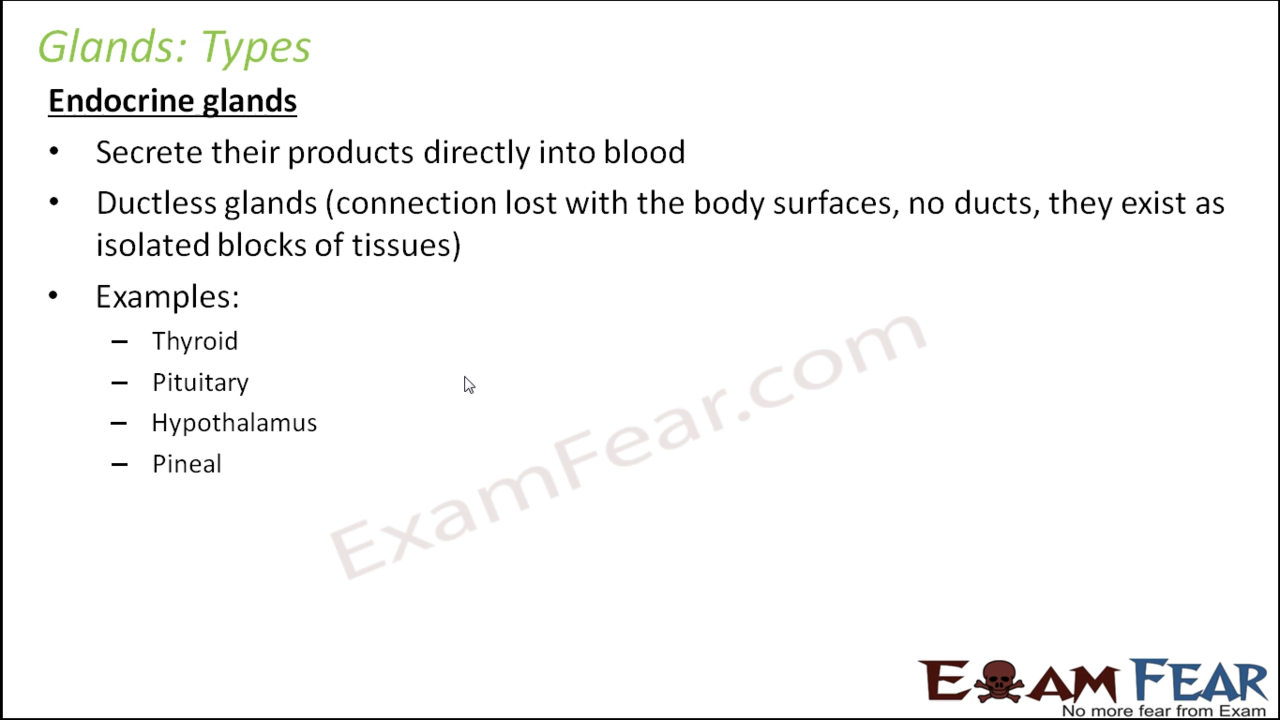 Glands: Types
Endocrine glands
• Secrete their products directly into blood
• Ductless glands (connection lost with the body surfaces, no ducts, they exist as
isolated blocks of tissues)
• Examples:
– Thyroid
– Pituitary
– Hypothalamus
– Pineal
ExamFear.com
EXAM FEAR
No more fear from Exam